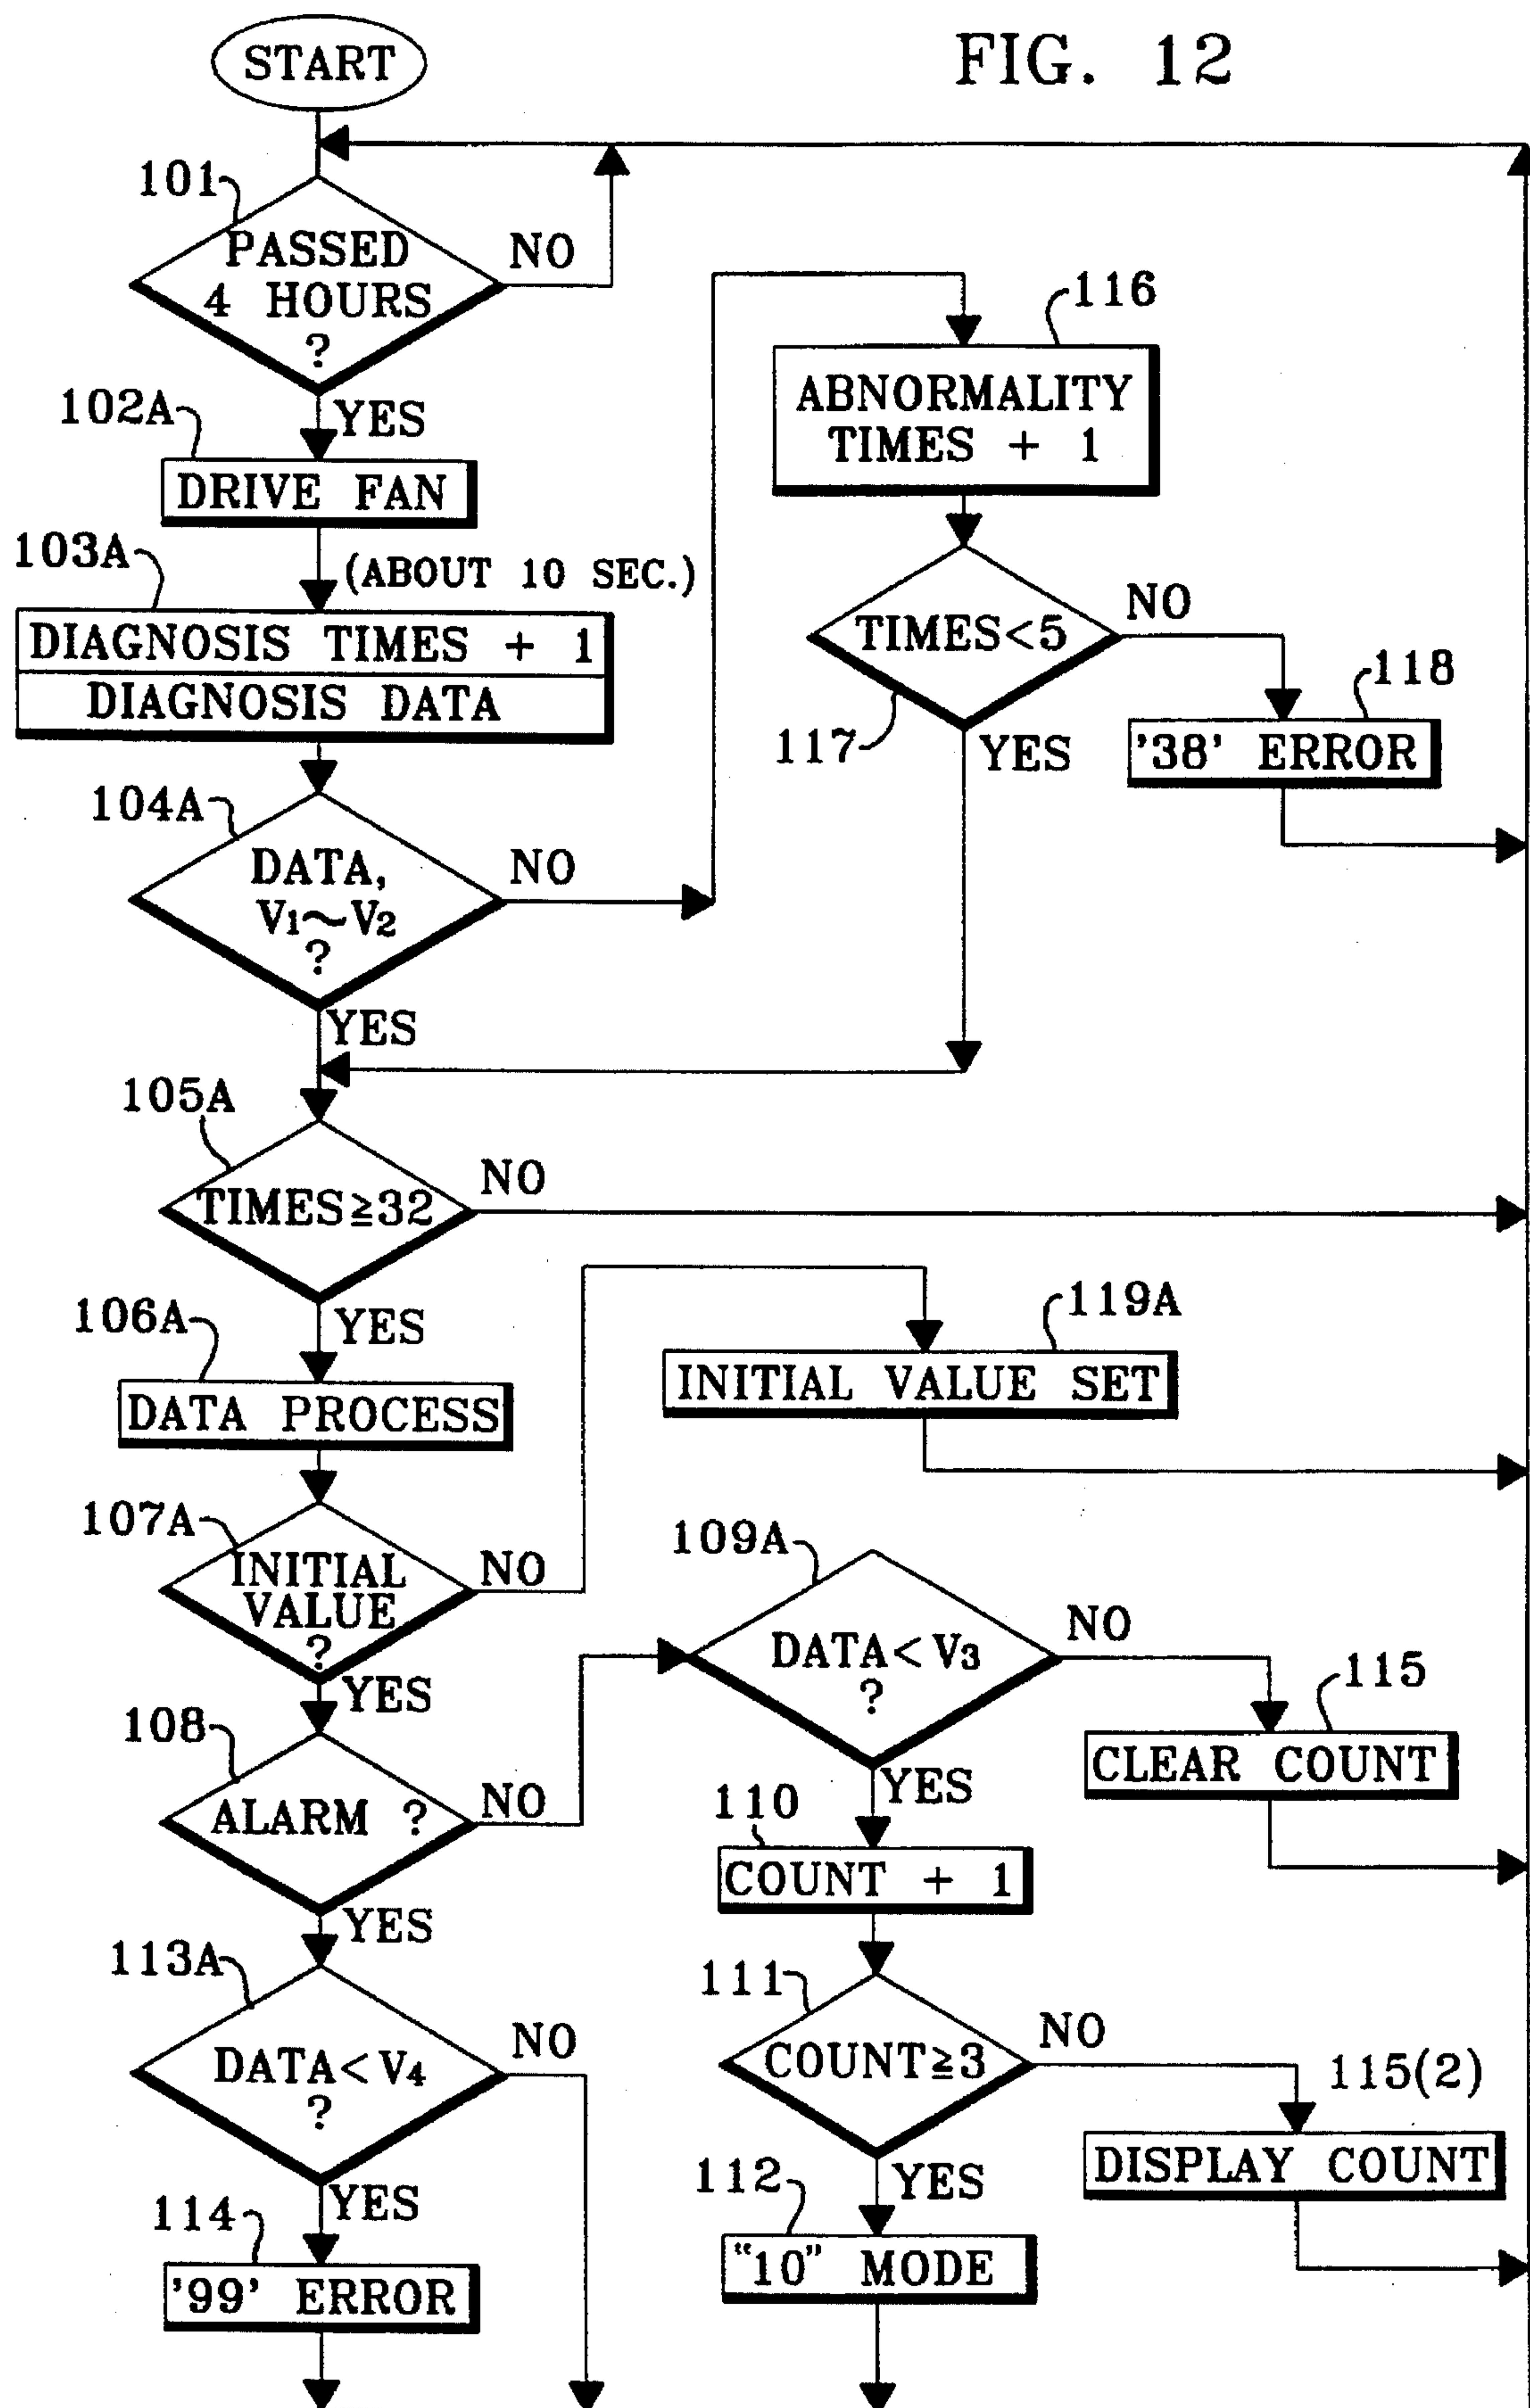 FIG. 12
START
101
PASSED
4 HOURS
?
NO
YES
102A
DRIVE FAN
(ABOUT 10 SEC.)
103A
DIAGNOSIS TIMES + 1
DIAGNOSIS DATA
104A
DATA,
V1~V2
?
NO
YES
116
ABNORMALITY
TIMES + 1
TIMES<5
NO
117
YES
118
'38' ERROR
105A
TIMES≧32
NO
YES
106A
DATA PROCESS
119A
INITIAL VALUE SET
107A
INITIAL
VALUE
?
NO
YES
108
ALARM ?
NO
YES
109A
DATA<V3
?
NO
YES
115
CLEAR COUNT
110
COUNT + 1
111
COUNT≧3
NO
YES
115(2)
DISPLAY COUNT
112
"10" MODE
113A
DATA<V4
?
NO
YES
114
'99' ERROR